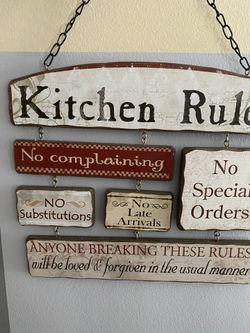 Kitchen Rule
No complaining
No
Substitutions
No
Late
Arrivals
No
Special
Orders
ANYONE BREAKING THESE RULES
will be loved & forgiven in the usual manner